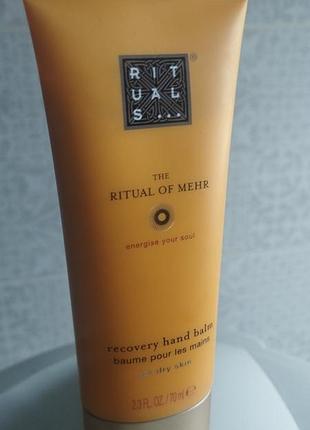 RIT
UAL
S...
®
THE
RITUAL OF MEHR
energise your soul
recovery hand balm
baume pour les mains
dry skin
2.3 FL. OZ. / 70 ml ℮